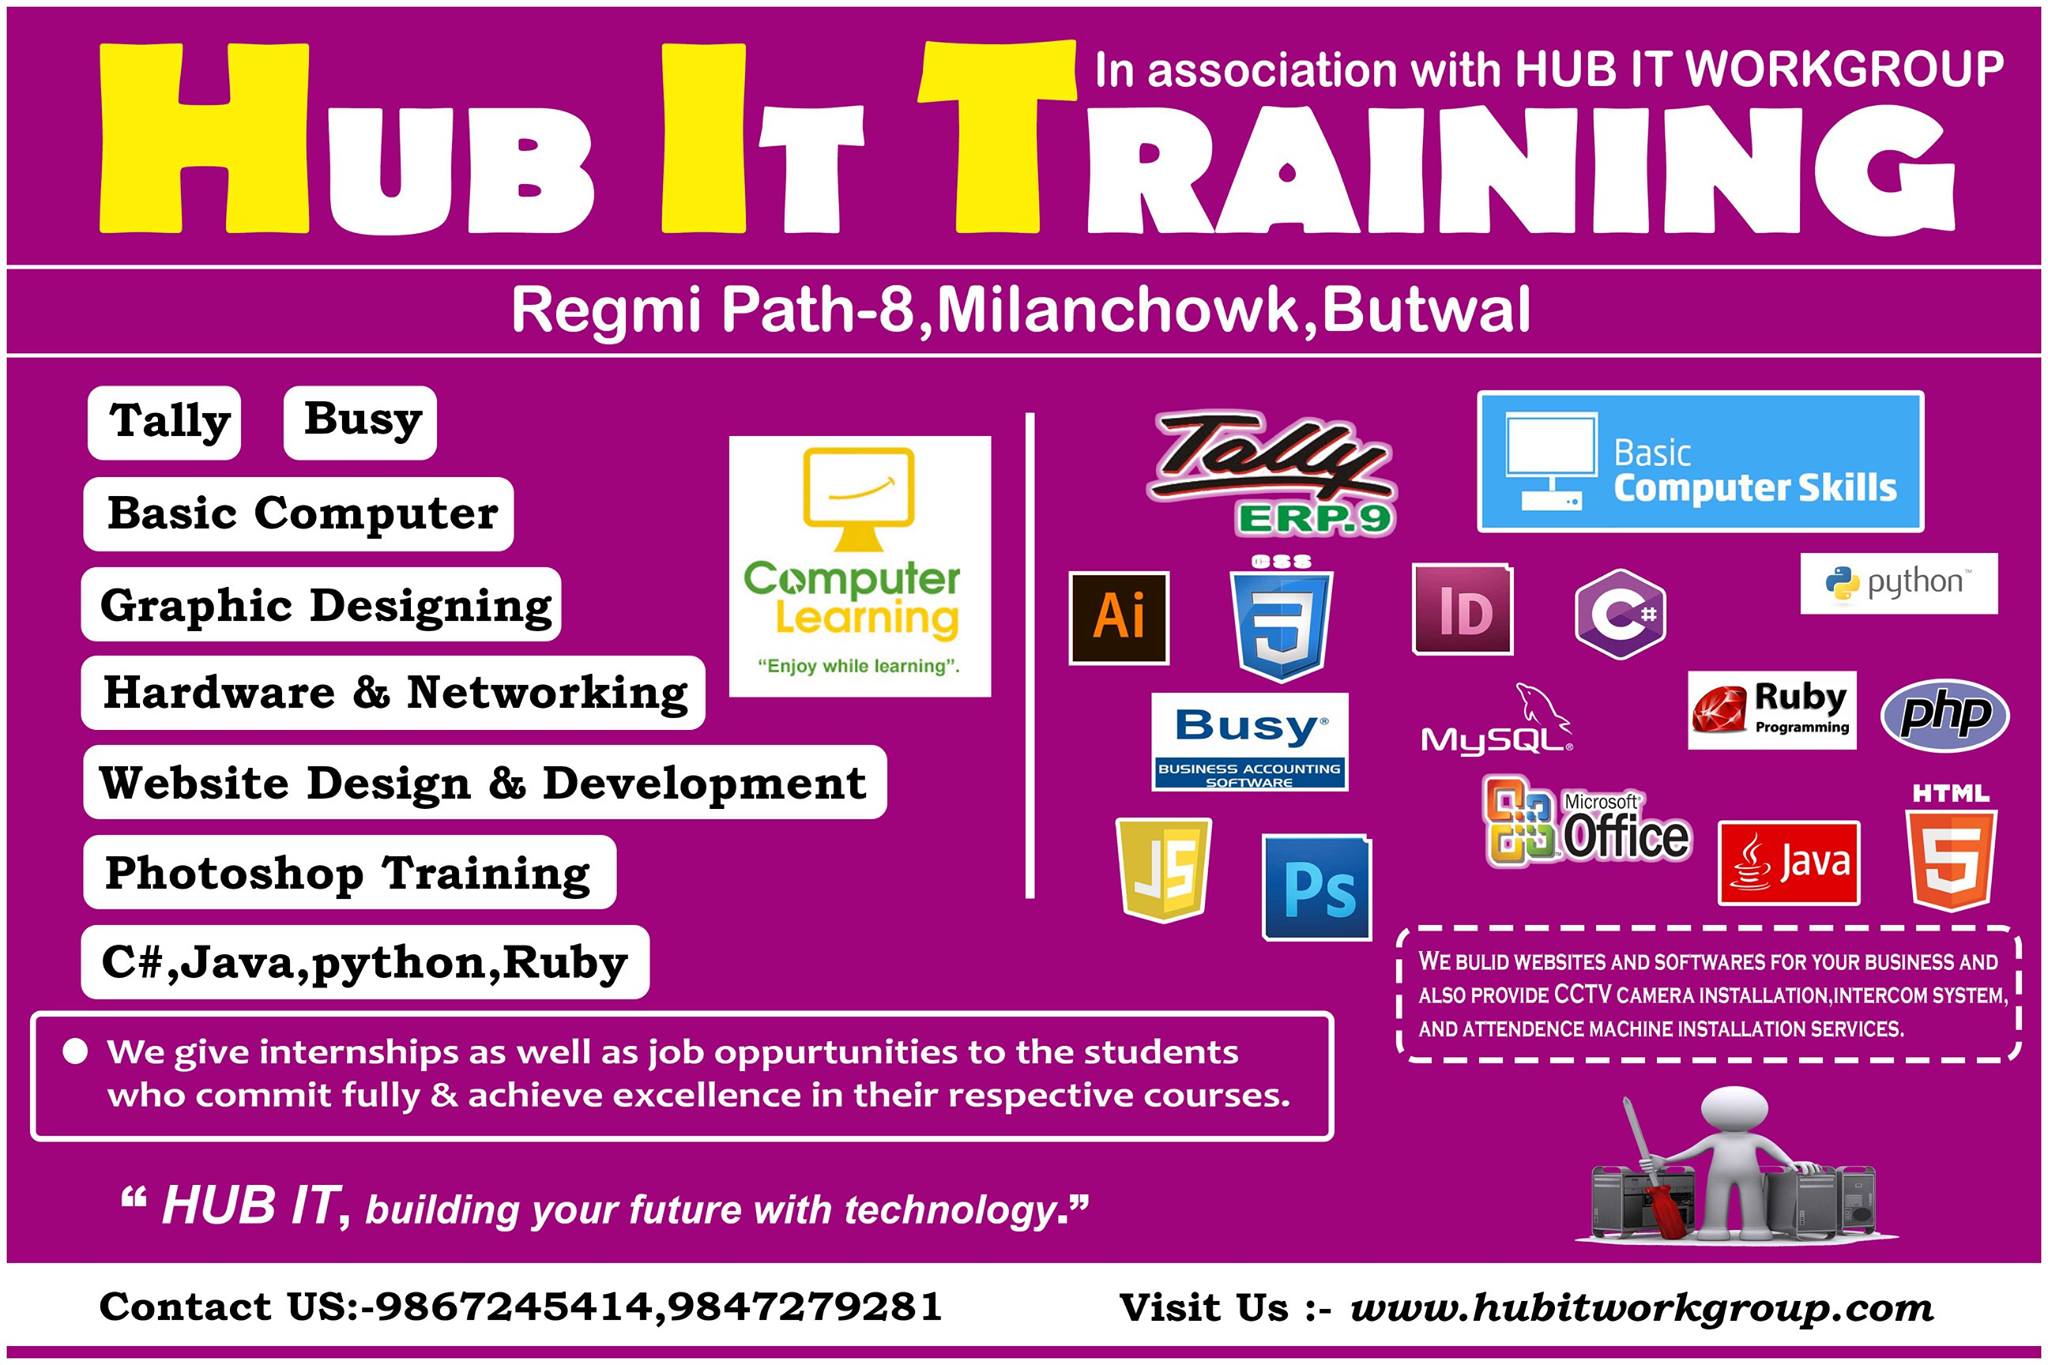 In association with HUB IT WORKGROUP
HUB IT TRAINING
Regmi Path-8,Milanchowk,Butwal
Tally
Busy
Basic Computer
Graphic Designing
Hardware & Networking
Website Design & Development
Photoshop Training
C#,Java,python,Ruby
Computer
Learning
“Enjoy while learning”.
Tally
ERP.9
Basic
Computer Skills
Ai
CSS
3
ID
C#
python™
Busy®
BUSINESS ACCOUNTING
SOFTWARE
MySQL®
Ruby
Programming
php
JS
Ps
Microsoft®
Office
Java
HTML
5
WE BULID WEBSITES AND SOFTWARES FOR YOUR BUSINESS AND
ALSO PROVIDE CCTV CAMERA INSTALLATION,INTERCOM SYSTEM,
AND ATTENDENCE MACHINE INSTALLATION SERVICES.
We give internships as well as job oppurtunities to the students
who commit fully & achieve excellence in their respective courses.
“ HUB IT, building your future with technology.”
Contact US:-9867245414,9847279281
Visit Us :- www.hubitworkgroup.com